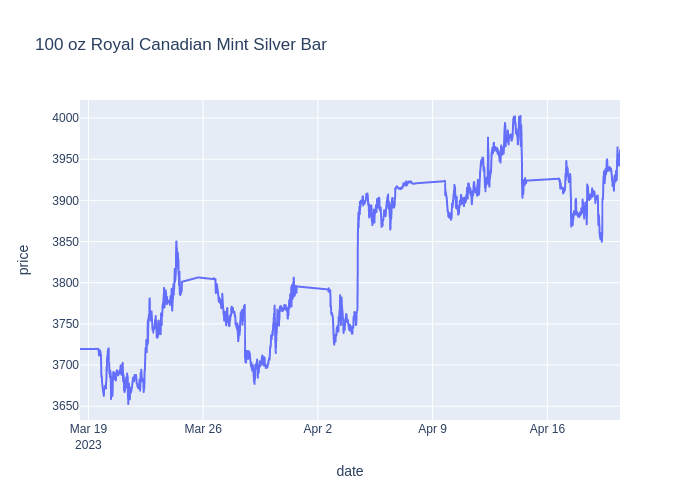 100 oz Royal Canadian Mint Silver Bar
4000
3950
3900
3850
3800
3750
3700
3650
price
Mar 19
2023
Mar 26
Apr 2
Apr 9
Apr 16
date